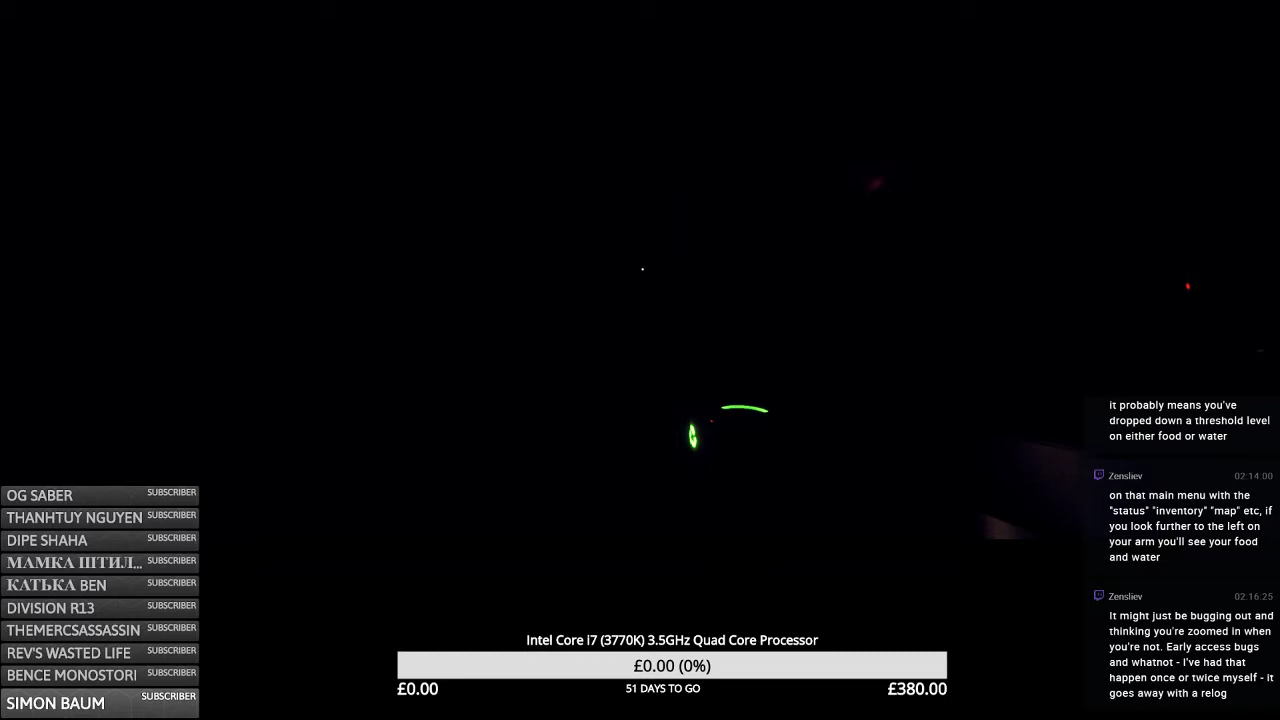 it probably means you've
dropped down a threshold level
on either food or water
Zensliev 02:14:00
on that main menu with the
"status" "inventory" "map" etc, if
you look further to the left on
your arm you'll see your food
and water
Zensliev 02:16:25
It might just be bugging out and
thinking you're zoomed in when
you're not. Early access bugs
and whatnot - I've had that
happen once or twice myself - it
goes away with a relog
OG SABER SUBSCRIBER
THANHTUY NGUYEN SUBSCRIBER
DIPE SHAHA SUBSCRIBER
МАМКА ШТИЛ... SUBSCRIBER
КАТЬКА BEN SUBSCRIBER
DIVISION R13 SUBSCRIBER
THEMERCSASSASSIN SUBSCRIBER
REV'S WASTED LIFE SUBSCRIBER
BENCE MONOSTORI SUBSCRIBER
SIMON BAUM SUBSCRIBER
Intel Core i7 (3770K) 3.5GHz Quad Core Processor
£0.00 (0%)
£0.00 51 DAYS TO GO £380.00